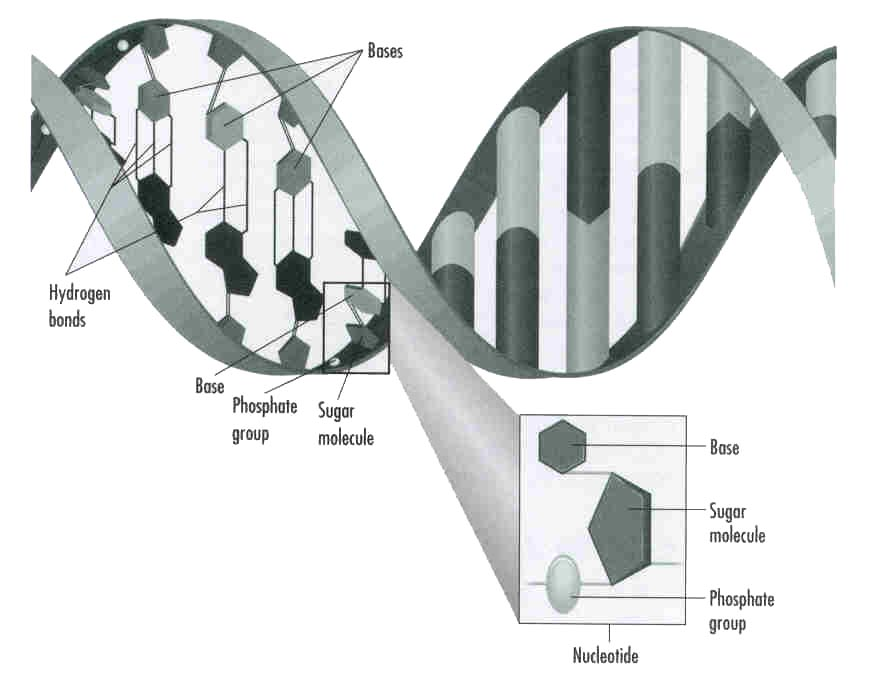 Bases
Hydrogen
bonds
Base
Phosphate
group
Sugar
molecule
Base
Sugar
molecule
Phosphate
group
Nucleotide